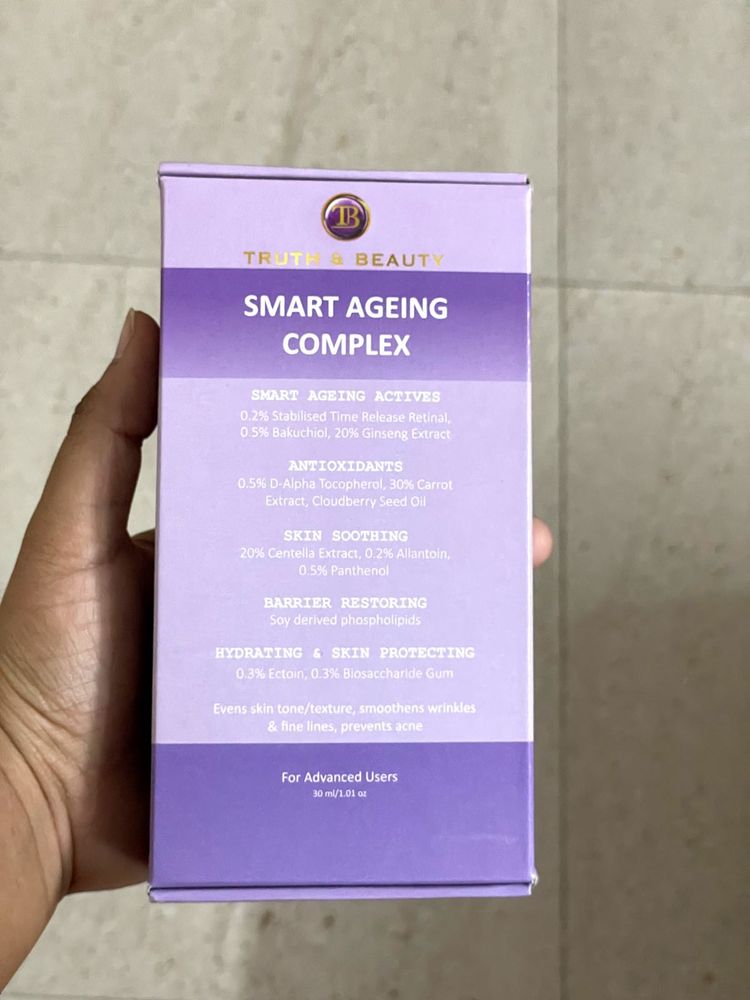 TB
TRUTH & BEAUTY
SMART AGEING
COMPLEX
SMART AGEING ACTIVES
0.2% Stabilised Time Release Retinal,
0.5% Bakuchiol, 20% Ginseng Extract
ANTIOXIDANTS
0.5% D-Alpha Tocopherol, 30% Carrot
Extract, Cloudberry Seed Oil
SKIN SOOTHING
20% Centella Extract, 0.2% Allantoin,
0.5% Panthenol
BARRIER RESTORING
Soy derived phospholipids
HYDRATING & SKIN PROTECTING
0.3% Ectoin, 0.3% Biosaccharide Gum
Evens skin tone/texture, smoothens wrinkles
& fine lines, prevents acne
For Advanced Users
30 ml/1.01 oz